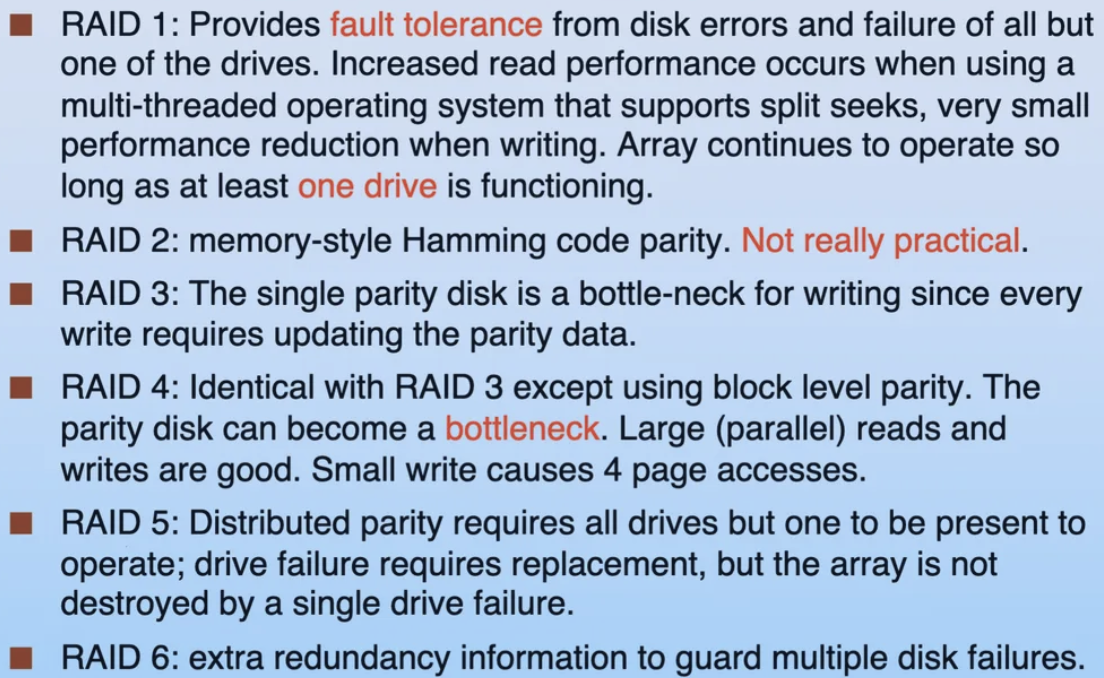 ■ RAID 1: Provides fault tolerance from disk errors and failure of all but
one of the drives. Increased read performance occurs when using a
multi-threaded operating system that supports split seeks, very small
performance reduction when writing. Array continues to operate so
long as at least one drive is functioning.
■ RAID 2: memory-style Hamming code parity. Not really practical.
■ RAID 3: The single parity disk is a bottle-neck for writing since every
write requires updating the parity data.
■ RAID 4: Identical with RAID 3 except using block level parity. The
parity disk can become a bottleneck. Large (parallel) reads and
writes are good. Small write causes 4 page accesses.
■ RAID 5: Distributed parity requires all drives but one to be present to
operate; drive failure requires replacement, but the array is not
destroyed by a single drive failure.
■ RAID 6: extra redundancy information to guard multiple disk failures.